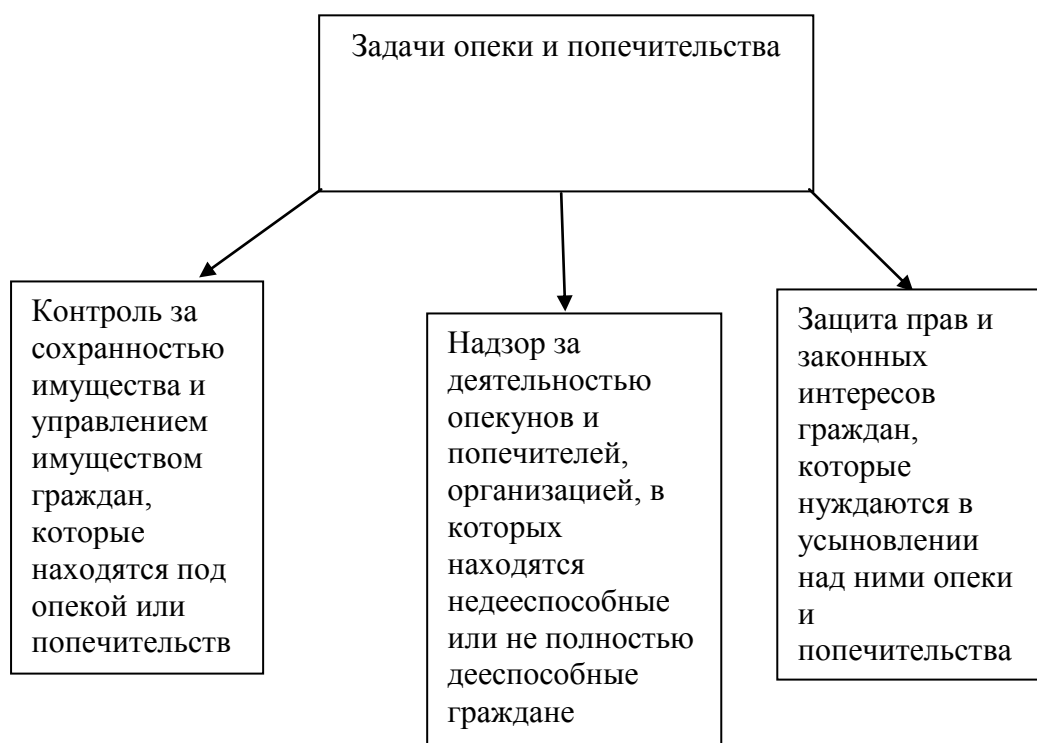 Задачи опеки и попечительства
Контроль за
сохранностью
имущества и
управлением
имуществом
граждан,
которые
находятся под
опекой или
попечительств
Надзор за
деятельностью
опекунов и
попечителей,
организацией, в
которых
находятся
недееспособные
или не полностью
дееспособные
граждане
Защита прав и
законных
интересов
граждан,
которые
нуждаются в
усыновлении
над ними опеки
и
попечительства